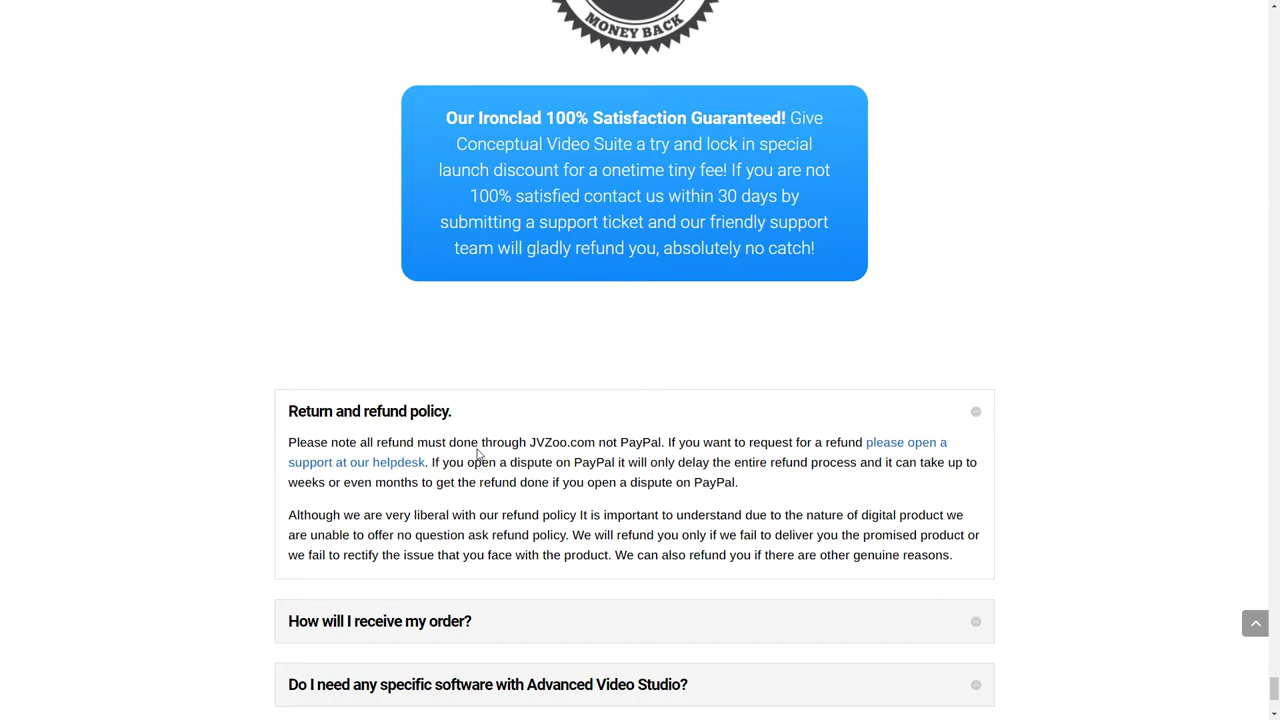 MONEY BACK
Our Ironclad 100% Satisfaction Guaranteed! Give
Conceptual Video Suite a try and lock in special
launch discount for a onetime tiny fee! If you are not
100% satisfied contact us within 30 days by
submitting a support ticket and our friendly support
team will gladly refund you, absolutely no catch!
Return and refund policy.
Please note all refund must done through JVZoo.com not PayPal. If you want to request for a refund please open a
support at our helpdesk. If you open a dispute on PayPal it will only delay the entire refund process and it can take up to
weeks or even months to get the refund done if you open a dispute on PayPal.
Although we are very liberal with our refund policy It is important to understand due to the nature of digital product we
are unable to offer no question ask refund policy. We will refund you only if we fail to deliver you the promised product or
we fail to rectify the issue that you face with the product. We can also refund you if there are other genuine reasons.
How will I receive my order?
Do I need any specific software with Advanced Video Studio?